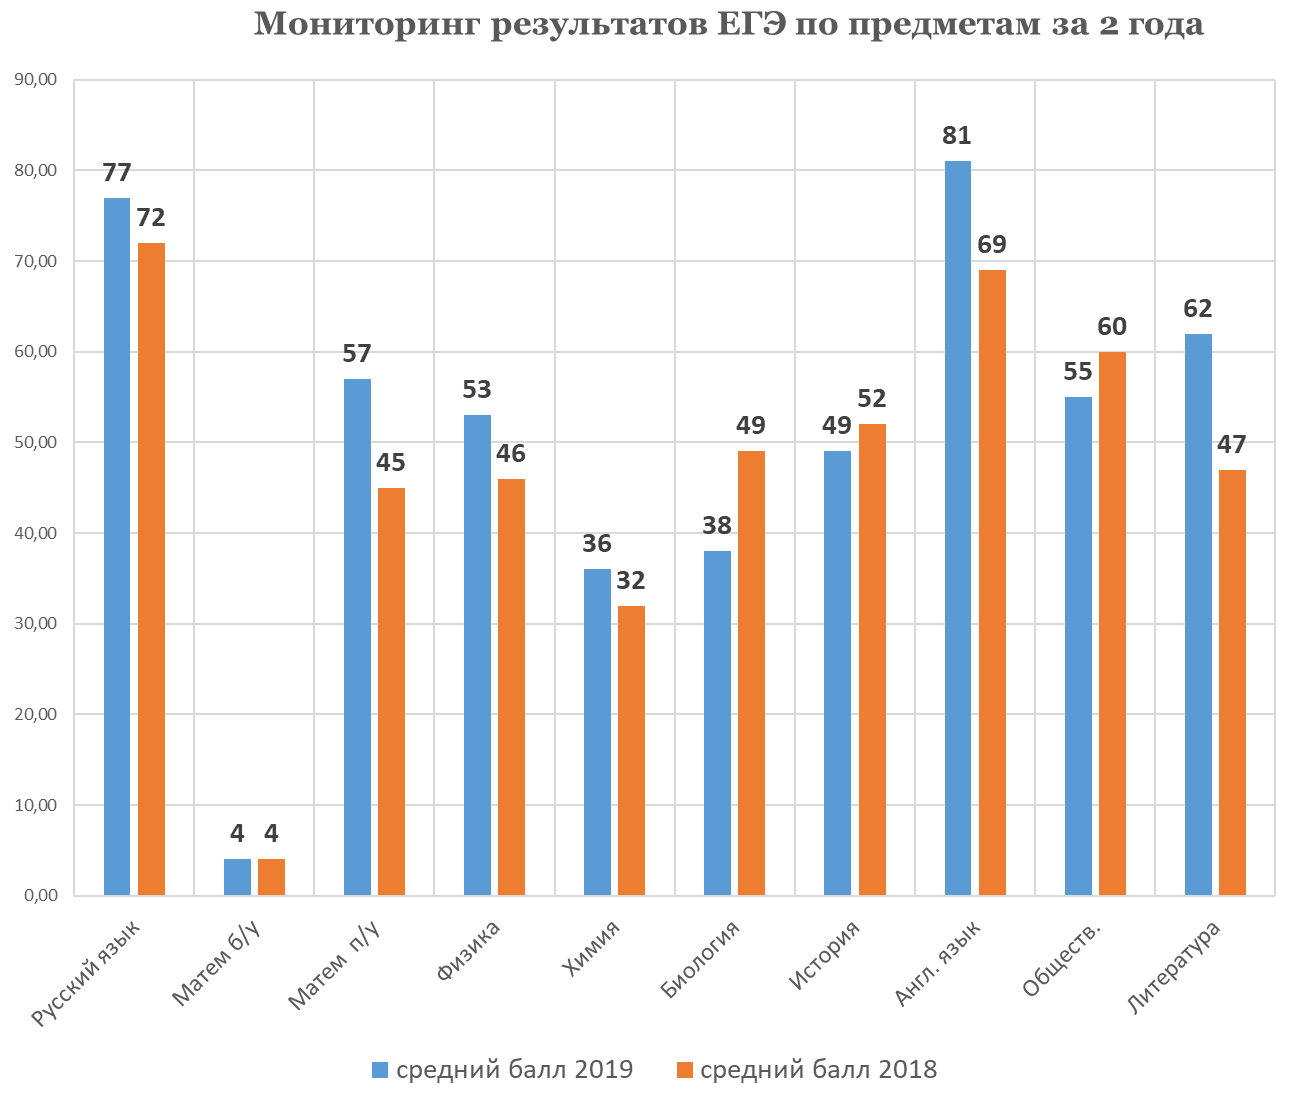 Мониторинг результатов ЕГЭ по предметам за 2 года
90,00
80,00
70,00
60,00
50,00
40,00
30,00
20,00
10,00
0,00
77
72
4
4
57
45
53
46
36
32
38
49
49
52
81
69
55
60
62
47
Русский язык
Матем б/у
Матем п/у
Физика
Химия
Биология
История
Англ. язык
Обществ.
Литература
средний балл 2019
средний балл 2018